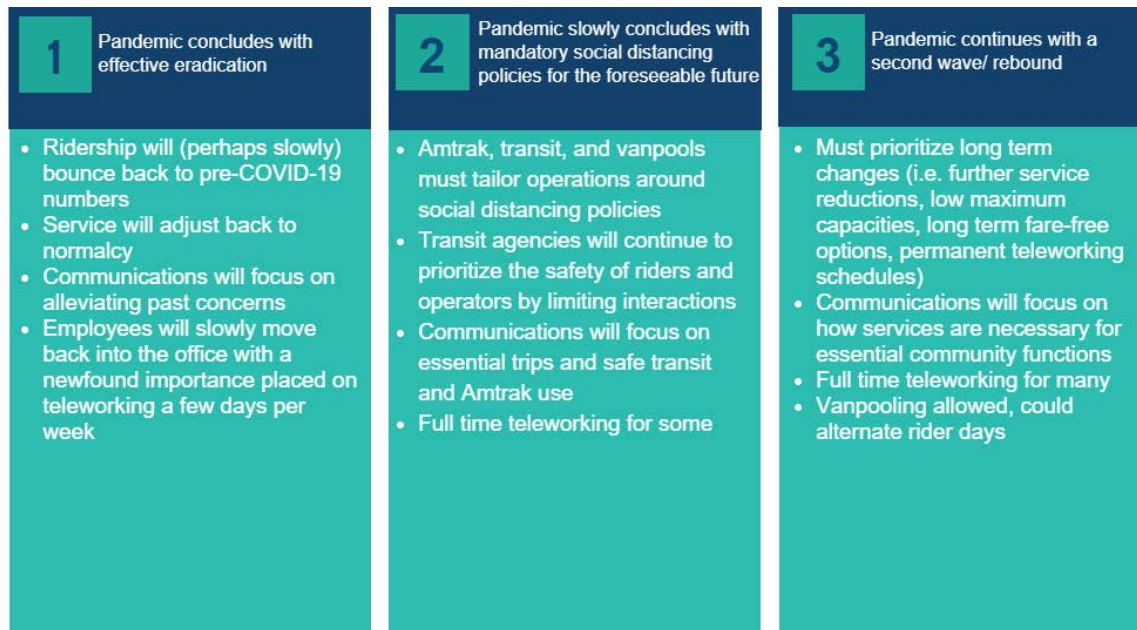 1
Pandemic concludes with
effective eradication
• Ridership will (perhaps slowly)
bounce back to pre-COVID-19
numbers
• Service will adjust back to
normalcy
• Communications will focus on
alleviating past concerns
• Employees will slowly move
back into the office with a
newfound importance placed on
teleworking a few days per
week
2
Pandemic slowly concludes with
mandatory social distancing
policies for the foreseeable future
• Amtrak, transit, and vanpools
must tailor operations around
social distancing policies
• Transit agencies will continue to
prioritize the safety of riders and
operators by limiting interactions
• Communications will focus on
essential trips and safe transit
and Amtrak use
• Full time teleworking for some
3
Pandemic continues with a
second wave/ rebound
• Must prioritize long term
changes (i.e. further service
reductions, low maximum
capacities, long term fare-free
options, permanent teleworking
schedules)
• Communications will focus on
how services are necessary for
essential community functions
• Full time teleworking for many
• Vanpooling allowed, could
alternate rider days